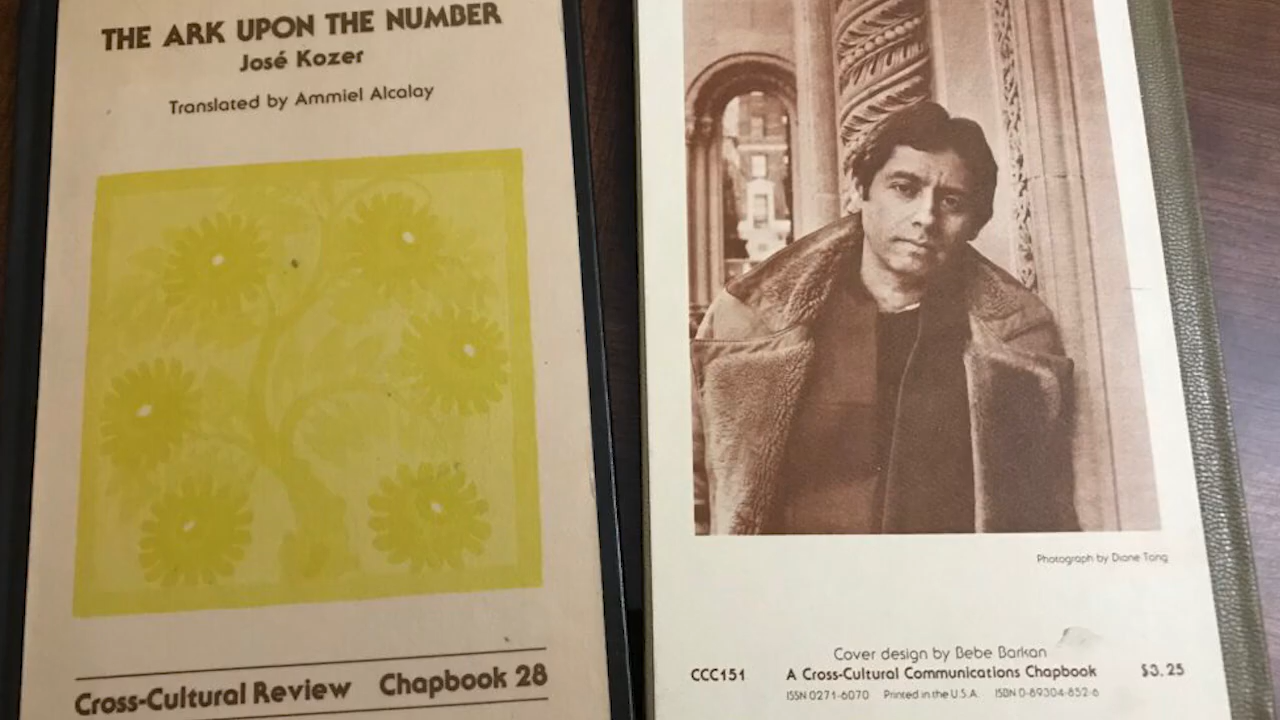 THE ARK UPON THE NUMBER
José Kozer
Translated by Ammiel Alcalay
Cross-Cultural Review Chapbook 28
Photograph by Diane Tong
Cover design by Bebe Barkan
CCC151 A Cross-Cultural Communications Chapbook $3.25
ISSN 0271-6070 Printed in the U.S.A. ISBN 0-89304-852-6